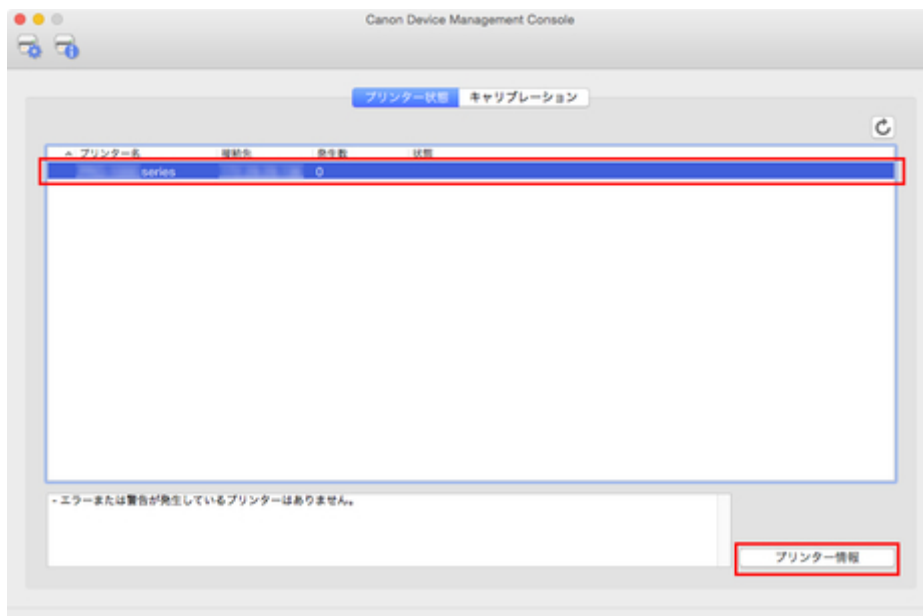 Canon Device Management Console
プリンター状態 キャリブレーション
プリンター名 接続先 発生数 状態
series 0
- エラーまたは警告が発生しているプリンターはありません。
プリンター情報